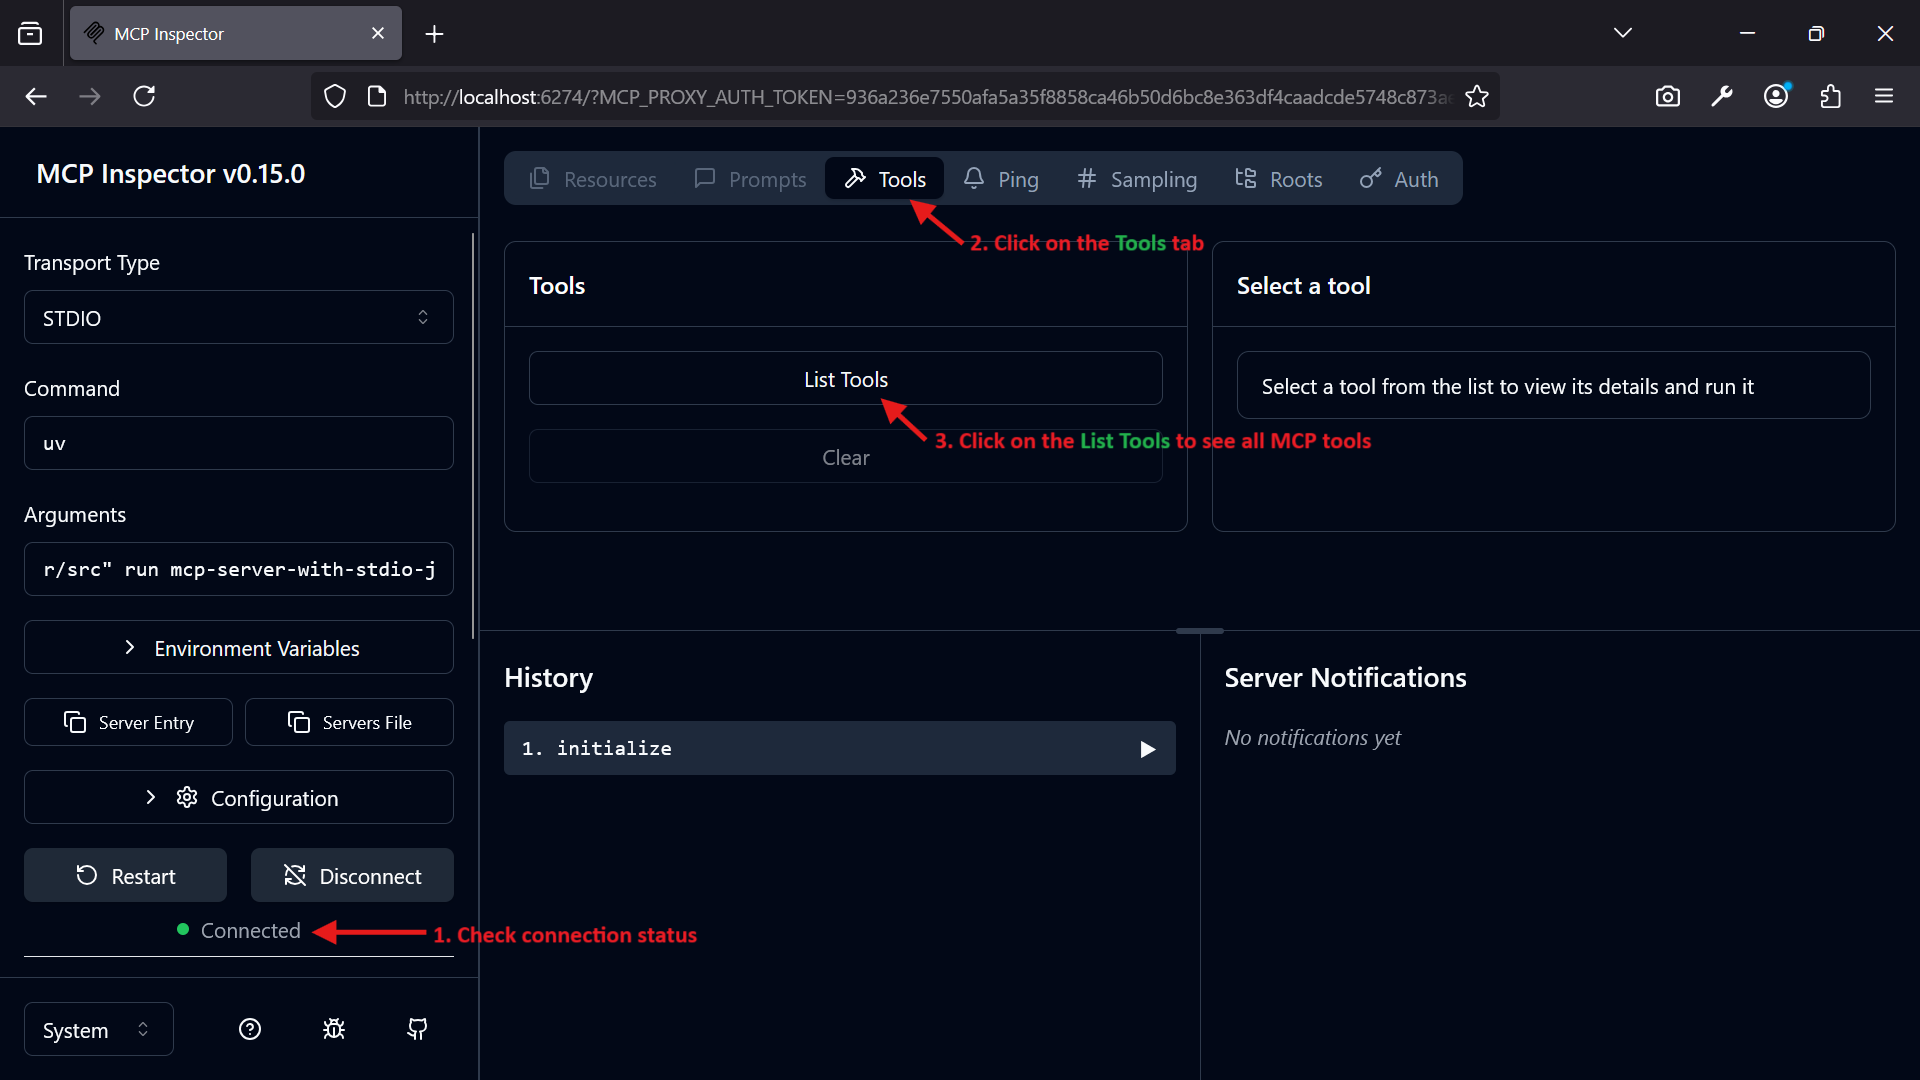 MCP Inspector
http://localhost:6274/?MCP_PROXY_AUTH_TOKEN=936a236e7550afa5a35f8858ca46b50d6bc8e363df4caadcde5748c873a
MCP Inspector v0.15.0
Resources
Prompts
Tools
Ping
Sampling
Roots
Auth
2. Click on the Tools tab
Transport Type
STDIO
Command
uv
Arguments
r/src" run mcp-server-with-stdio-j
Environment Variables
Server Entry
Servers File
Configuration
Restart
Disconnect
Connected
1. Check connection status
System
Tools
List Tools
3. Click on the List Tools to see all MCP tools
Clear
Select a tool
Select a tool from the list to view its details and run it
History
1. initialize
Server Notifications
No notifications yet